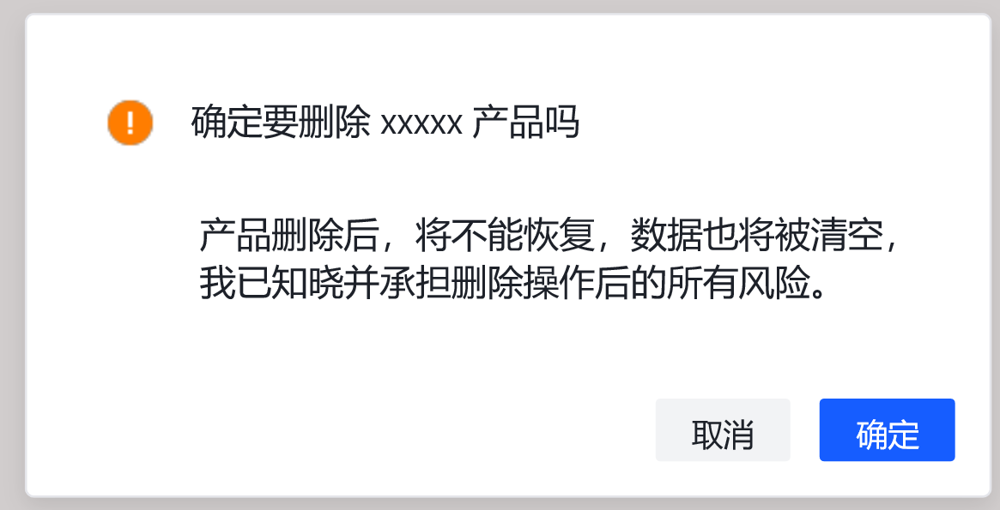 确定要删除 xxxxx 产品吗
产品删除后，将不能恢复，数据也将被清空，
我已知晓并承担删除操作后的所有风险。
取消
确定